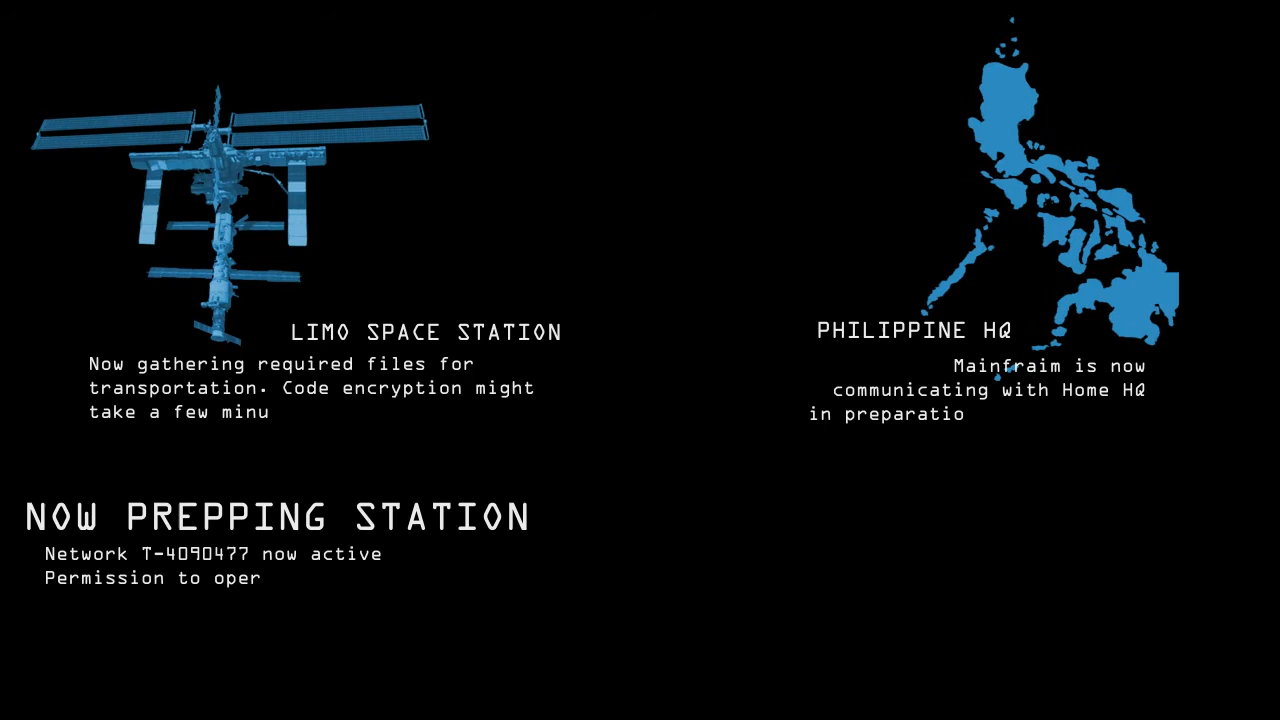 LIMO SPACE STATION
Now gathering required files for
transportation. Code encryption might
take a few minu
PHILIPPINE HQ
Mainfraim is now
communicating with Home HQ
in preparatio
NOW PREPPING STATION
Network T-4090477 now active
Permission to oper